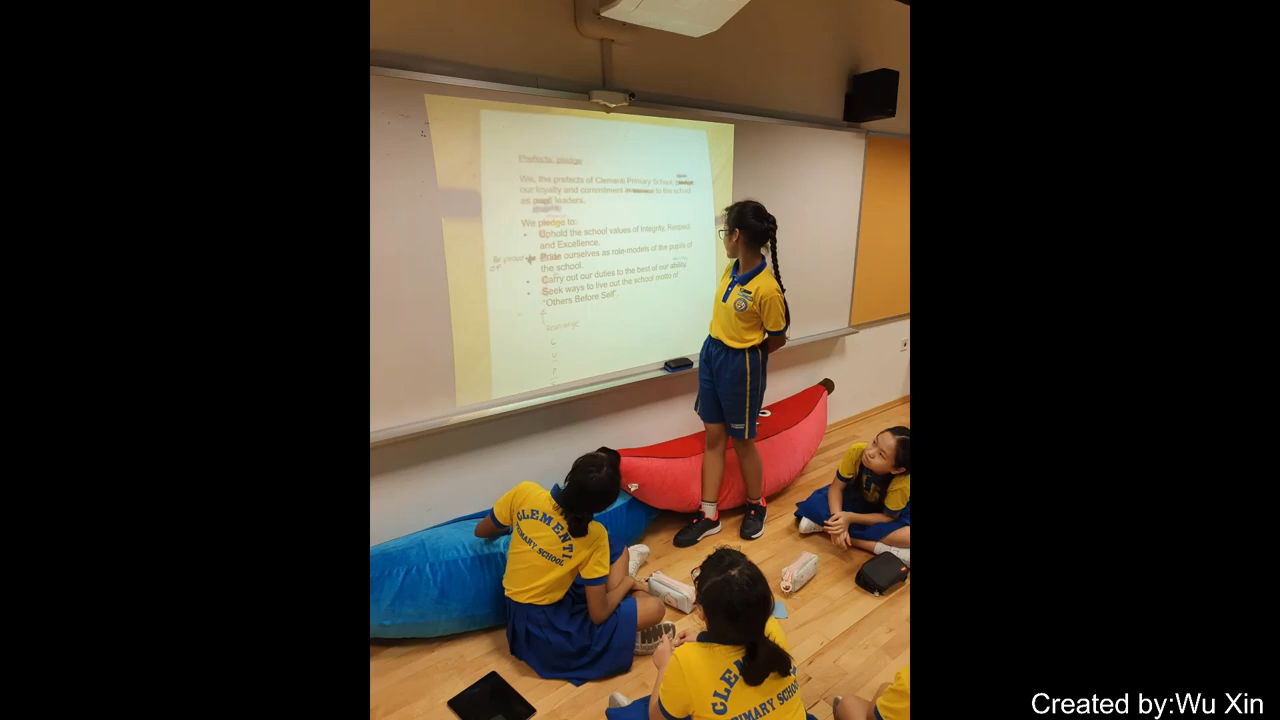 Prefects' pledge
We, the prefects of Clementi Primary School, pledge
our loyalty and commitment to the school
as pupil leaders.
We pledge to:
• Uphold the school values of Integrity, Respect
and Excellence.
• Pride ourselves as role-models of the pupils of
the school.
• Carry out our duties to the best of our ability.
• Seek ways to live out the school motto of
"Others Before Self".
Rearrange
C
U
P
CLEMENTI
PRIMARY SCHOOL
CLEM
PRIMARY SCHOOL
Created by:Wu Xin